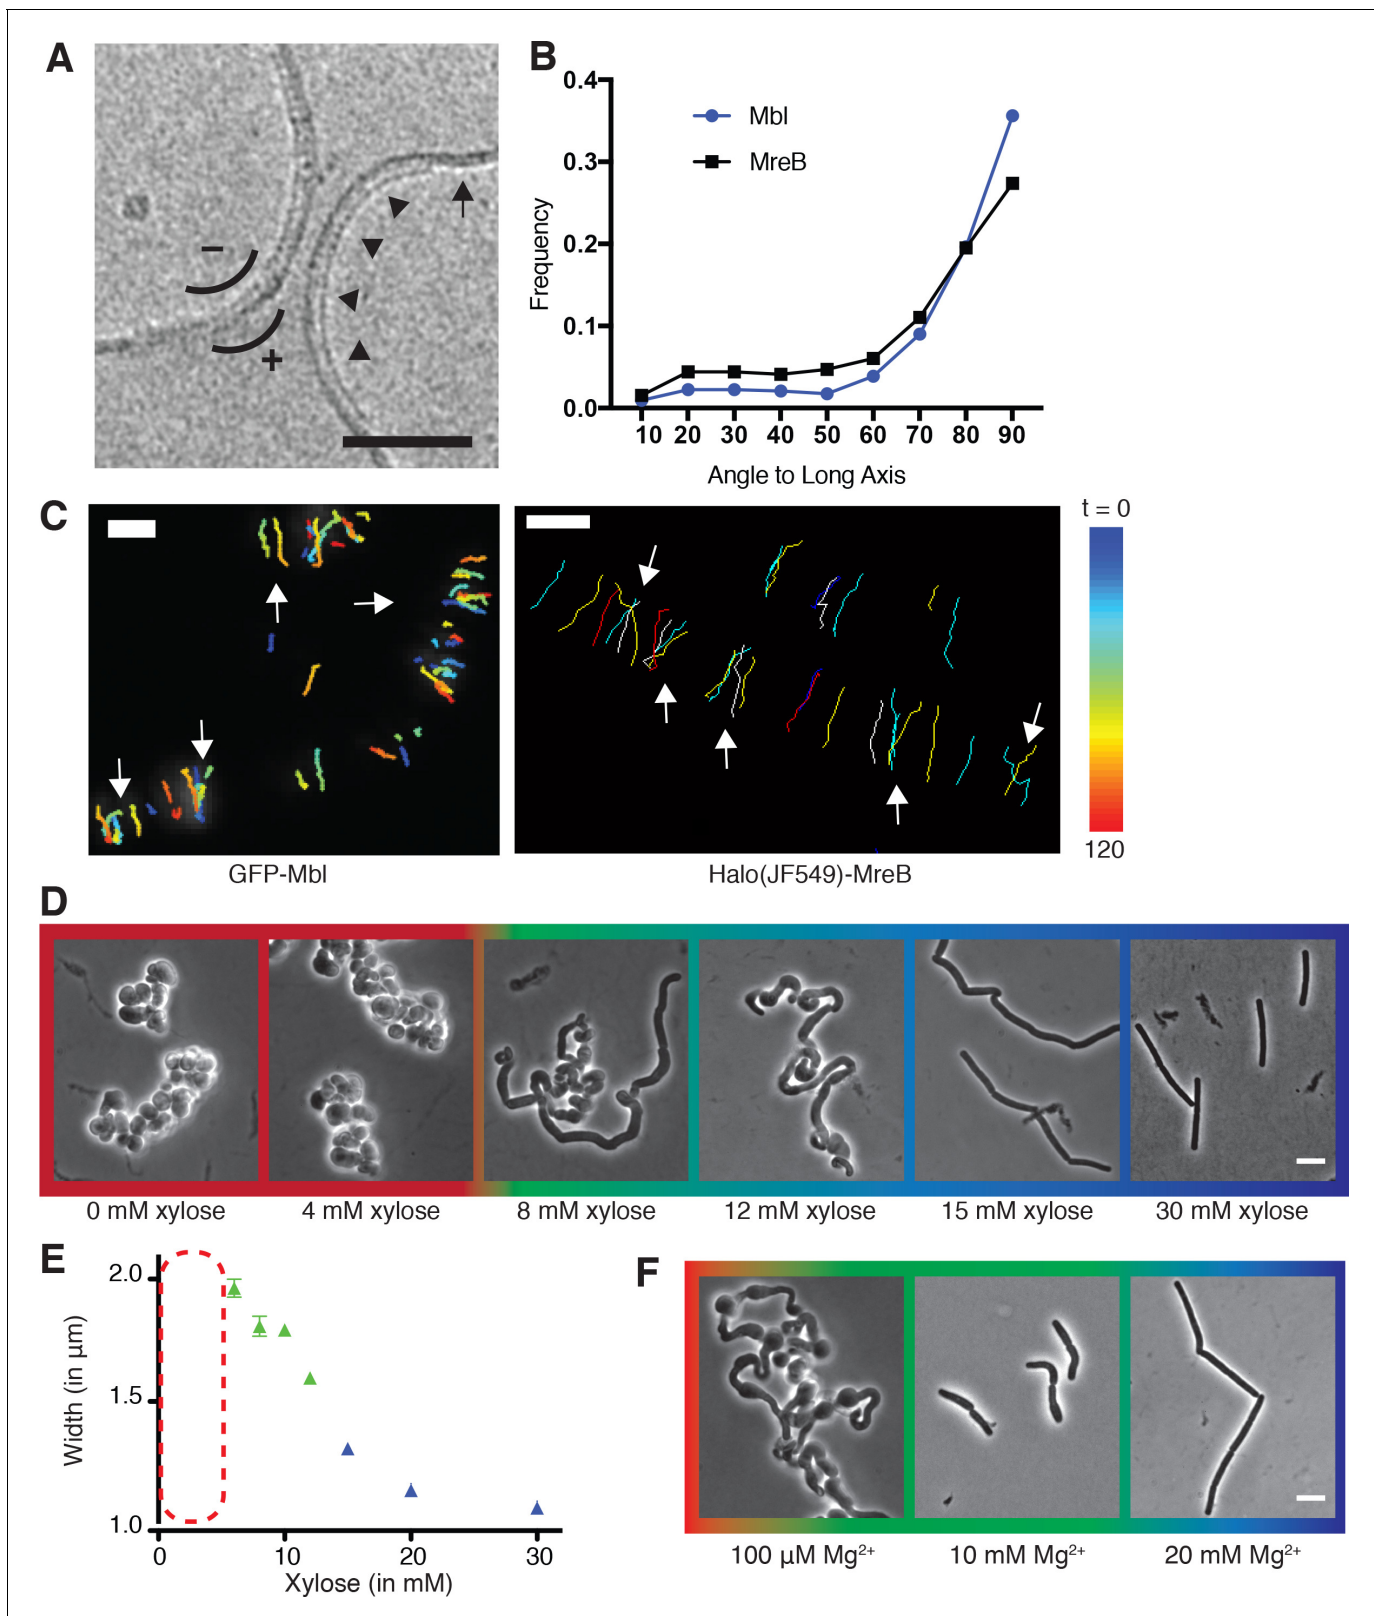 A
−
+
B
0.4
0.3
0.2
0.1
0.0
Frequency
Mbl
MreB
10 20 30 40 50 60 70 80 90
Angle to Long Axis
C
GFP-Mbl
Halo(JF549)-MreB
t = 0
120
D
0 mM xylose
4 mM xylose
8 mM xylose
12 mM xylose
15 mM xylose
30 mM xylose
E
2.0
1.5
1.0
Width (in µm)
0 10 20 30
Xylose (in mM)
F
100 µM Mg²⁺
10 mM Mg²⁺
20 mM Mg²⁺